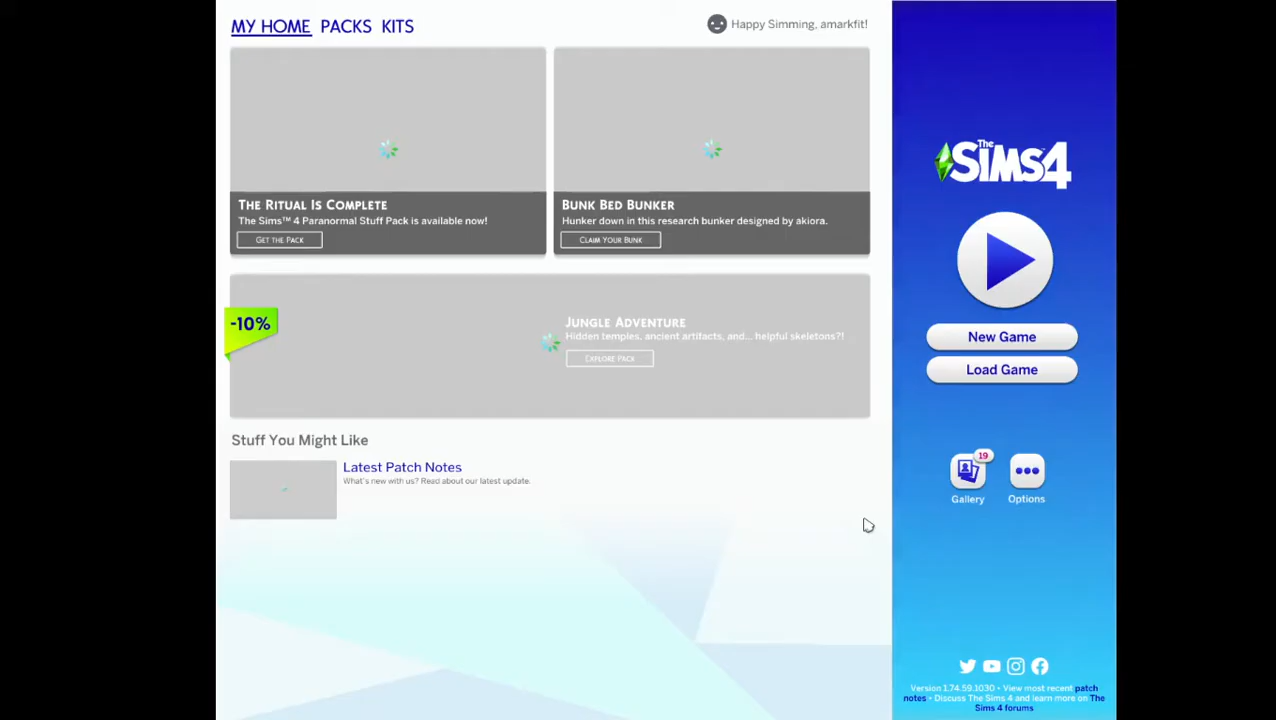 MY HOME PACKS KITS
Happy Simming, amarkfit!
THE RITUAL IS COMPLETE
The Sims™ 4 Paranormal Stuff Pack is available now!
GET THE PACK
BUNK BED BUNKER
Hunker down in this research bunker designed by akiora.
CLAIM YOUR BUNK
-10%
JUNGLE ADVENTURE
Hidden temples, ancient artifacts, and... helpful skeletons?!
EXPLORE PACK
Stuff You Might Like
Latest Patch Notes
What's new with us? Read about our latest update.
The SIMS 4
New Game
Load Game
19
Gallery
Options
Version 1.74.59.1030 • View most recent patch
notes • Discuss The Sims 4 and learn more on The
Sims 4 forums